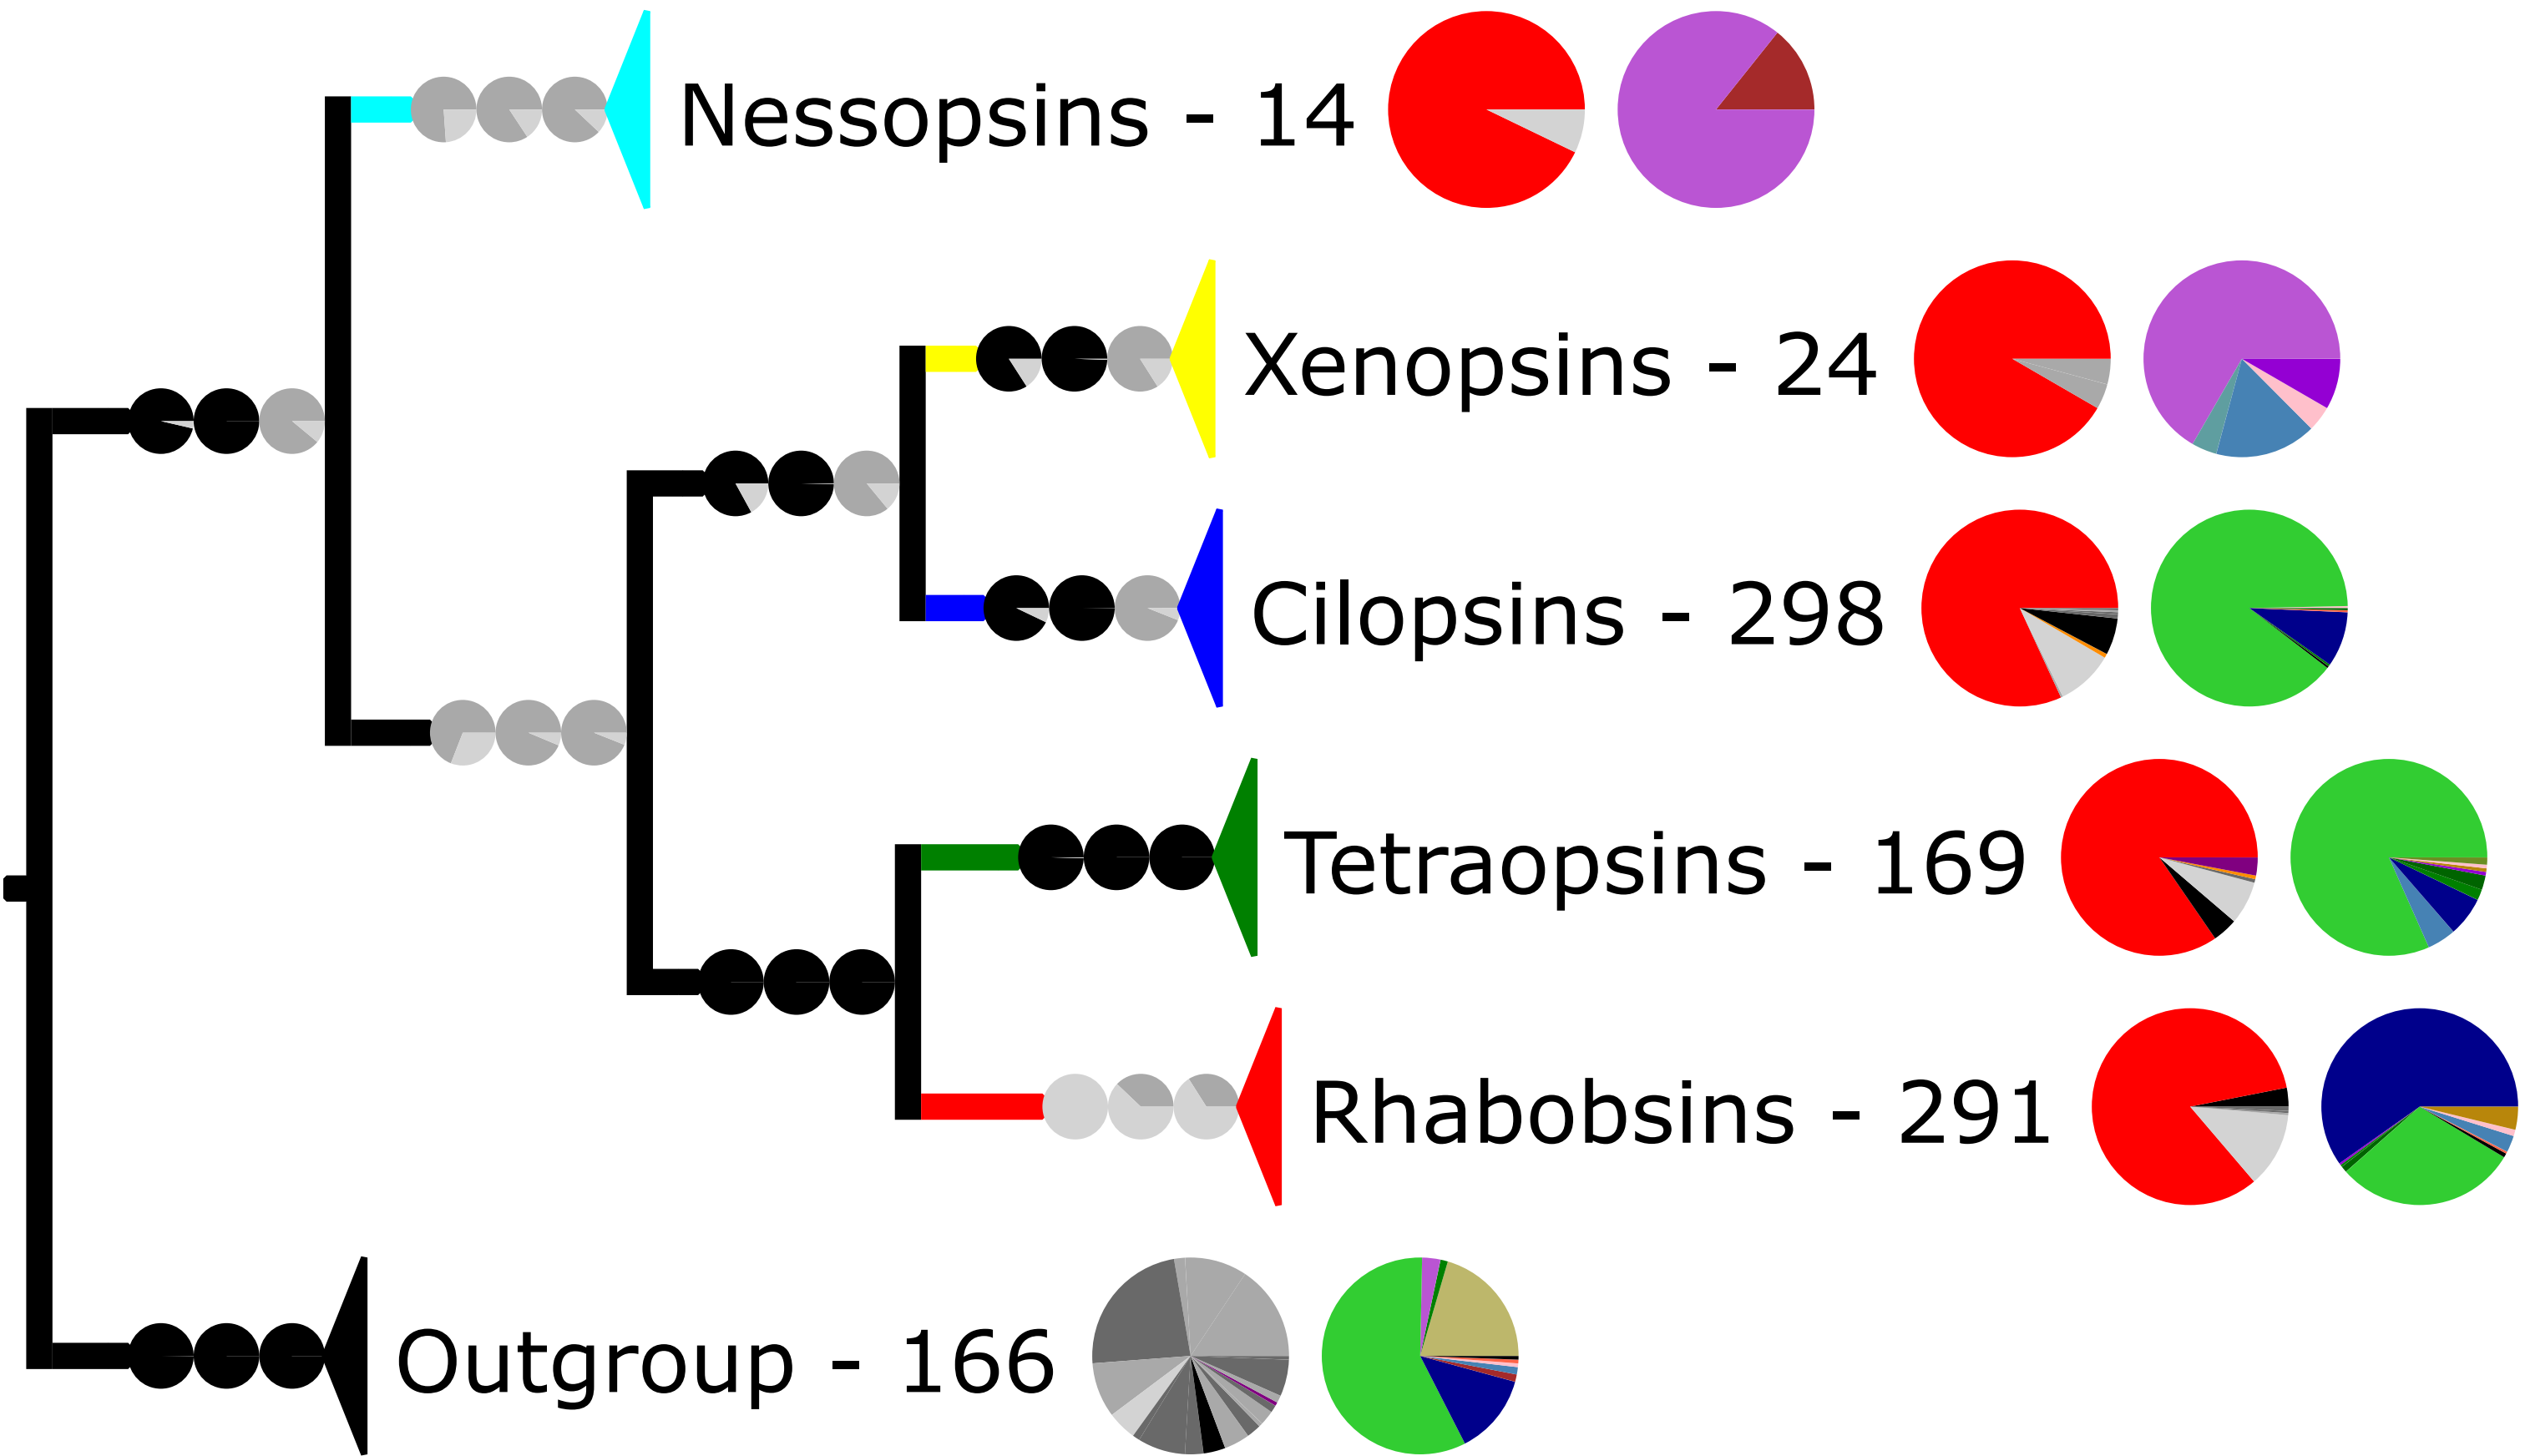 Nessopsins - 14
Xenopsins - 24
Cilopsins - 298
Tetraopsins - 169
Rhabobsins - 291
Outgroup - 166